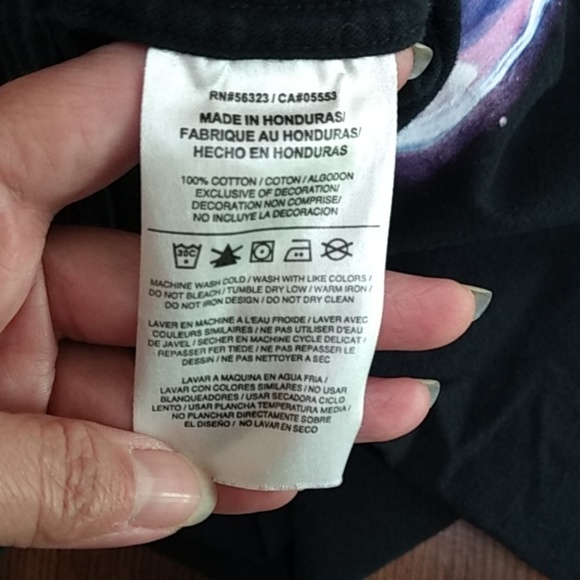 RN#56323 / CA#05553
MADE IN HONDURAS/
FABRIQUE AU HONDURAS/
HECHO EN HONDURAS
100% COTTON / COTON / ALGODON
EXCLUSIVE OF DECORATION/
DECORATION NON COMPRISE/
NO INCLUYE LA DECORACION
30C
MACHINE WASH COLD / WASH WITH LIKE COLORS /
DO NOT BLEACH / TUMBLE DRY LOW / WARM IRON /
DO NOT IRON DESIGN / DO NOT DRY CLEAN
LAVER EN MACHINE A L'EAU FROIDE / LAVER AVEC
COULEURS SIMILAIRES / NE PAS UTILISER D'EAU
DE JAVEL / SECHER EN MACHINE CYCLE DELICAT /
REPASSER FER TIEDE / NE PAS REPASSER LE
DESSIN / NE PAS NETTOYER A SEC
LAVAR A MAQUINA EN AGUA FRIA /
LAVAR CON COLORES SIMILARES / NO USAR
BLANQUEADORES / USAR SECADORA CICLO
LENTO / USAR PLANCHA TEMPERATURA MEDIA /
NO PLANCHAR DIRECTAMENTE SOBRE
EL DISEÑO / NO LAVAR EN SECO